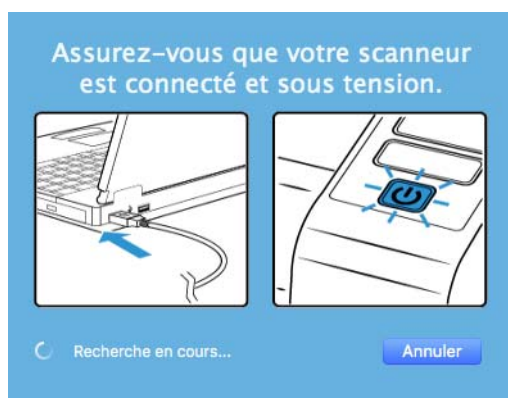 Assurez-vous que votre scanneur
est connecté et sous tension.
Recherche en cours...
Annuler